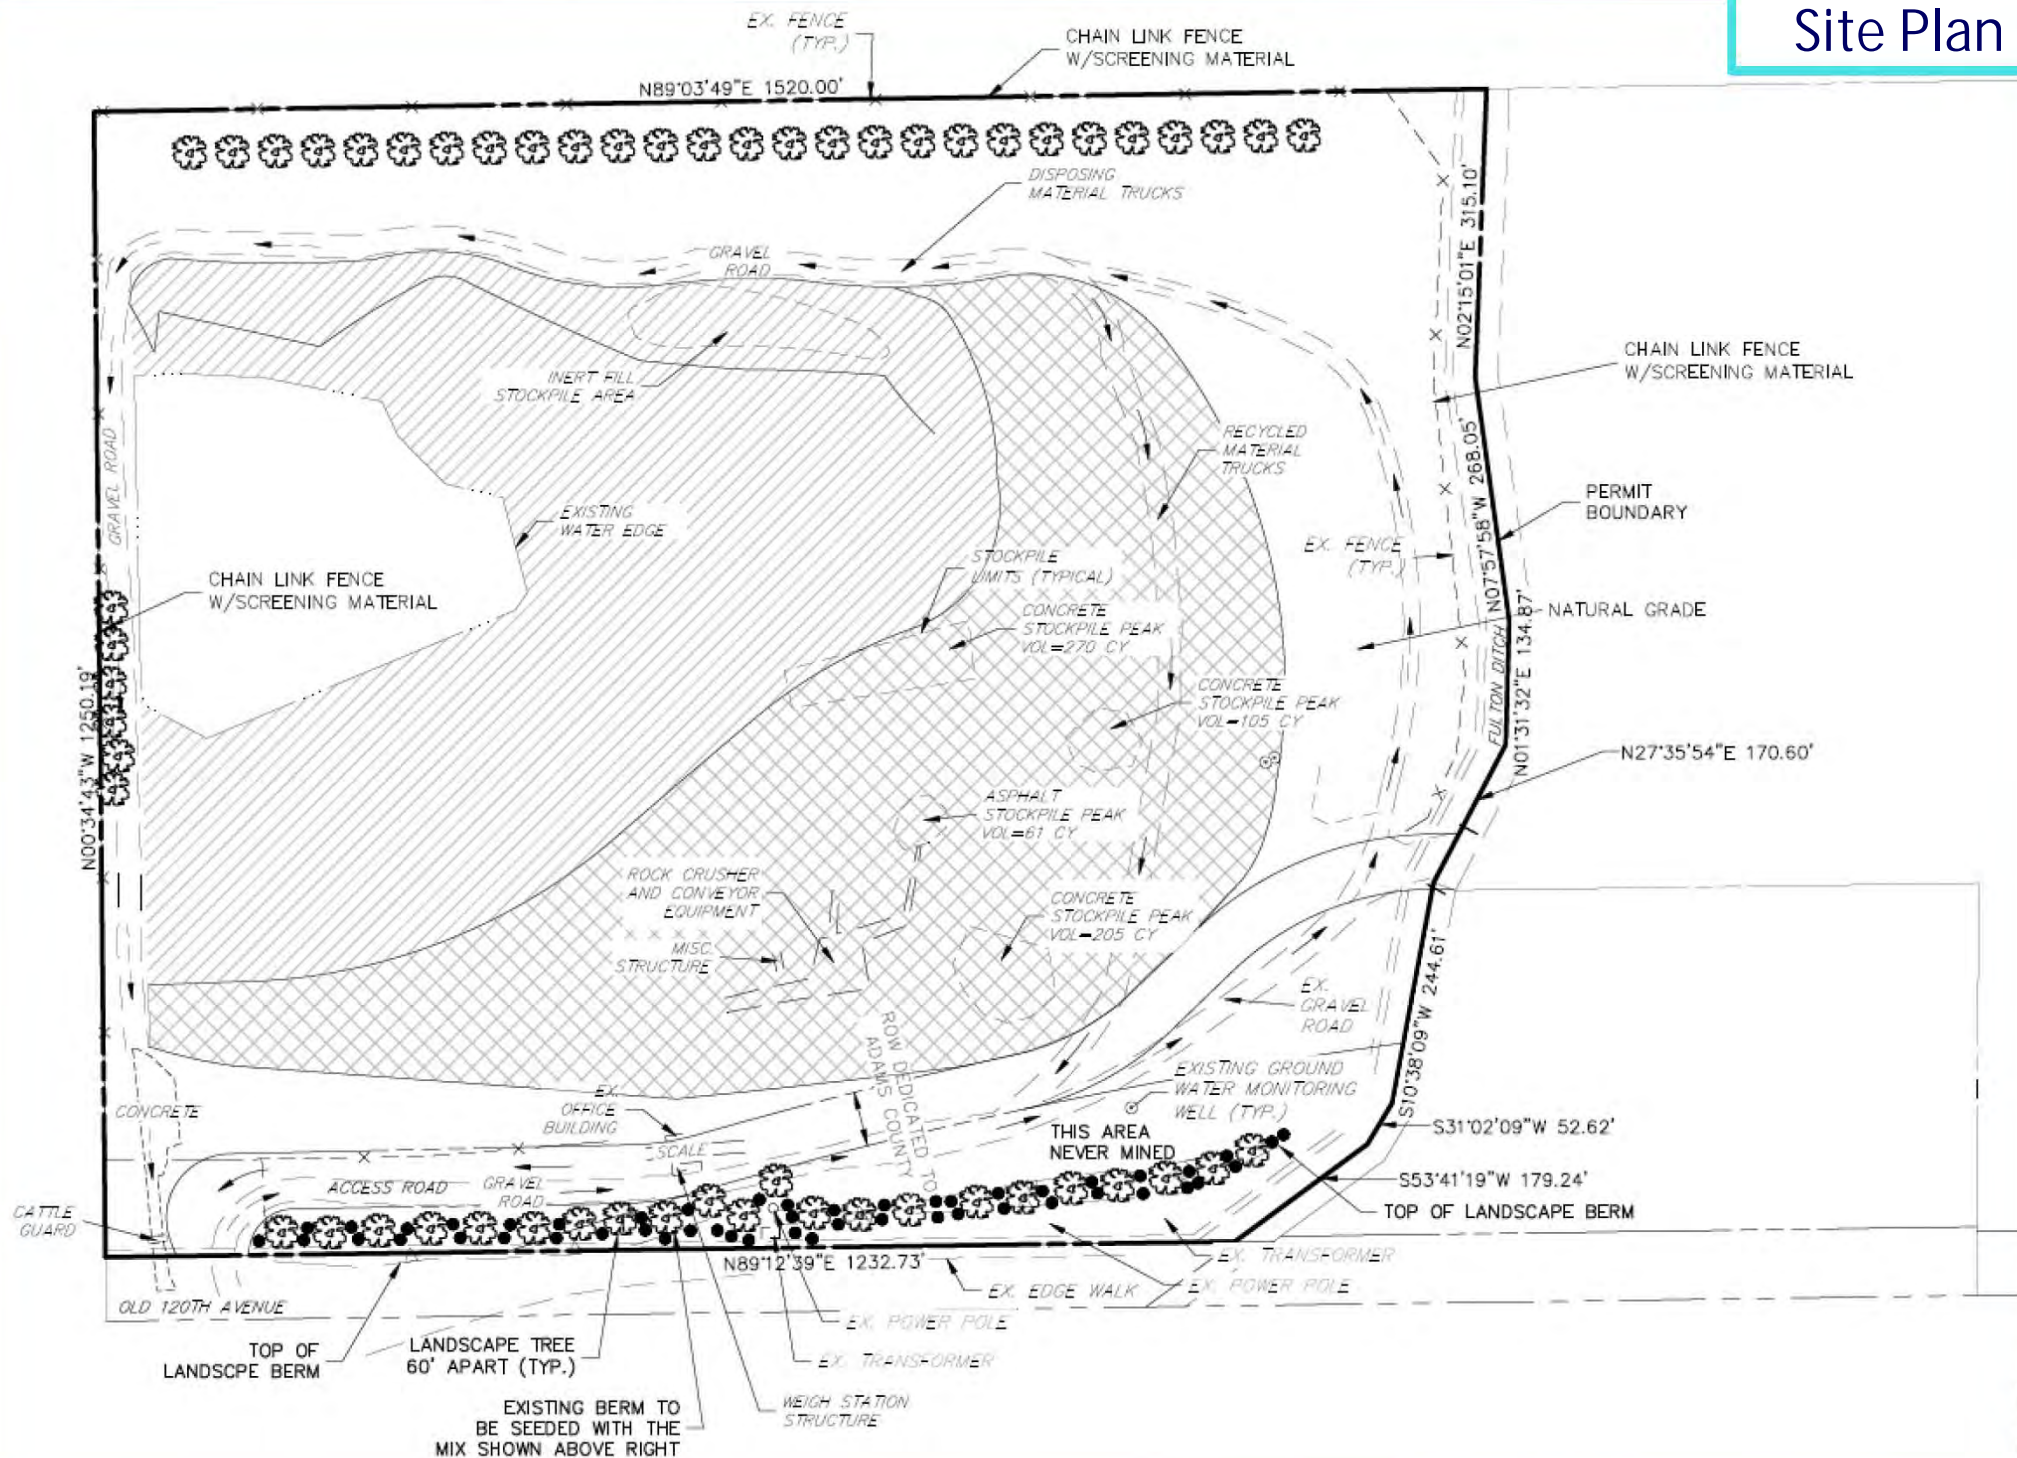 Site Plan
EX. FENCE
(TYP.)
CHAIN LINK FENCE
W/SCREENING MATERIAL
N89°03'49"E 1520.00'
DISPOSING
MATERIAL TRUCKS
N02°15'01"E 315.10'
GRAVEL
ROAD
CHAIN LINK FENCE
W/SCREENING MATERIAL
INERT FILL
STOCKPILE AREA
GRAVEL ROAD
RECYCLED
MATERIAL
TRUCKS
N07°57'58"W 268.05'
PERMIT
BOUNDARY
EXISTING
WATER EDGE
EX. FENCE
(TYP.)
STOCKPILE
LIMITS (TYPICAL)
CHAIN LINK FENCE
W/SCREENING MATERIAL
CONCRETE
STOCKPILE PEAK
VOL=270 CY
NATURAL GRADE
FULTON DITCH
N01°31'32"E 134.87'
CONCRETE
STOCKPILE PEAK
VOL=105 CY
N00°34'43"W 1250.19'
N27°35'54"E 170.60'
ASPHALT
STOCKPILE PEAK
VOL=61 CY
ROCK CRUSHER
AND CONVEYOR
EQUIPMENT
CONCRETE
STOCKPILE PEAK
VOL=205 CY
MISC.
STRUCTURE
S10°38'09"W 244.61'
EX.
GRAVEL
ROAD
ROW DEDICATED TO
ADAMS COUNTY
EXISTING GROUND
WATER MONITORING
WELL (TYP.)
EX.
OFFICE
BUILDING
CONCRETE
THIS AREA
NEVER MINED
S31°02'09"W 52.62'
SCALE
S53°41'19"W 179.24'
ACCESS ROAD
GRAVEL
ROAD
TOP OF LANDSCAPE BERM
CATTLE
GUARD
N89°12'39"E 1232.73'
EX. TRANSFORMER
EX. EDGE WALK
EX. POWER POLE
OLD 120TH AVENUE
EX. POWER POLE
TOP OF
LANDSCPE BERM
LANDSCAPE TREE
60' APART (TYP.)
EX. TRANSFORMER
WEIGH STATION
STRUCTURE
EXISTING BERM TO
BE SEEDED WITH THE
MIX SHOWN ABOVE RIGHT